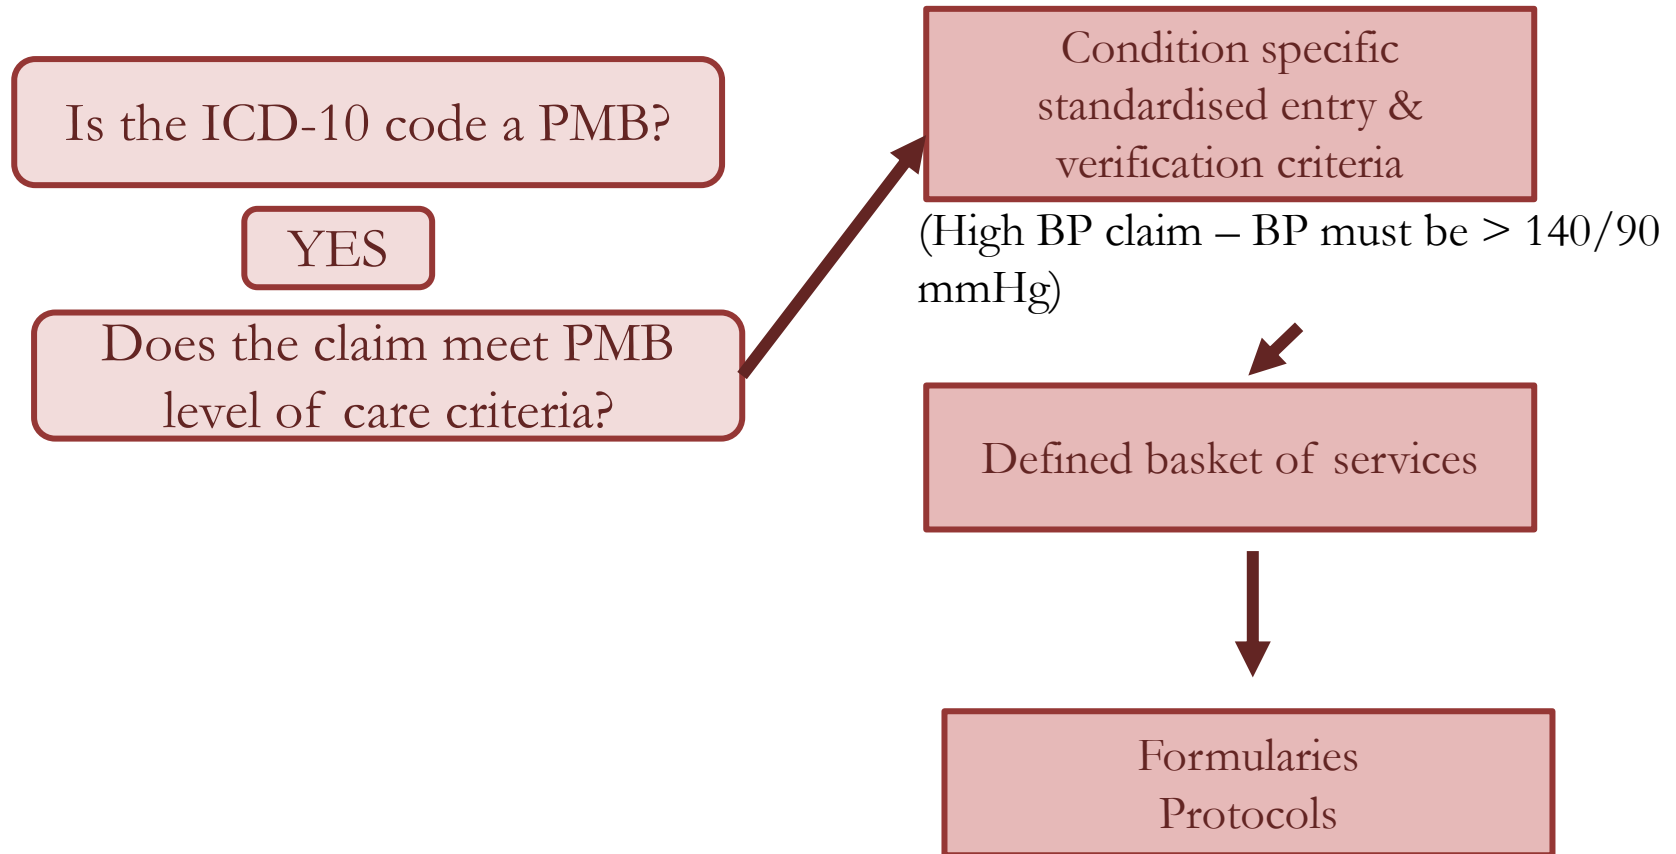 Is the ICD-10 code a PMB?
YES
Does the claim meet PMB
level of care criteria?
Condition specific
standardised entry &
verification criteria
(High BP claim – BP must be > 140/90
mmHg)
Defined basket of services
Formularies
Protocols